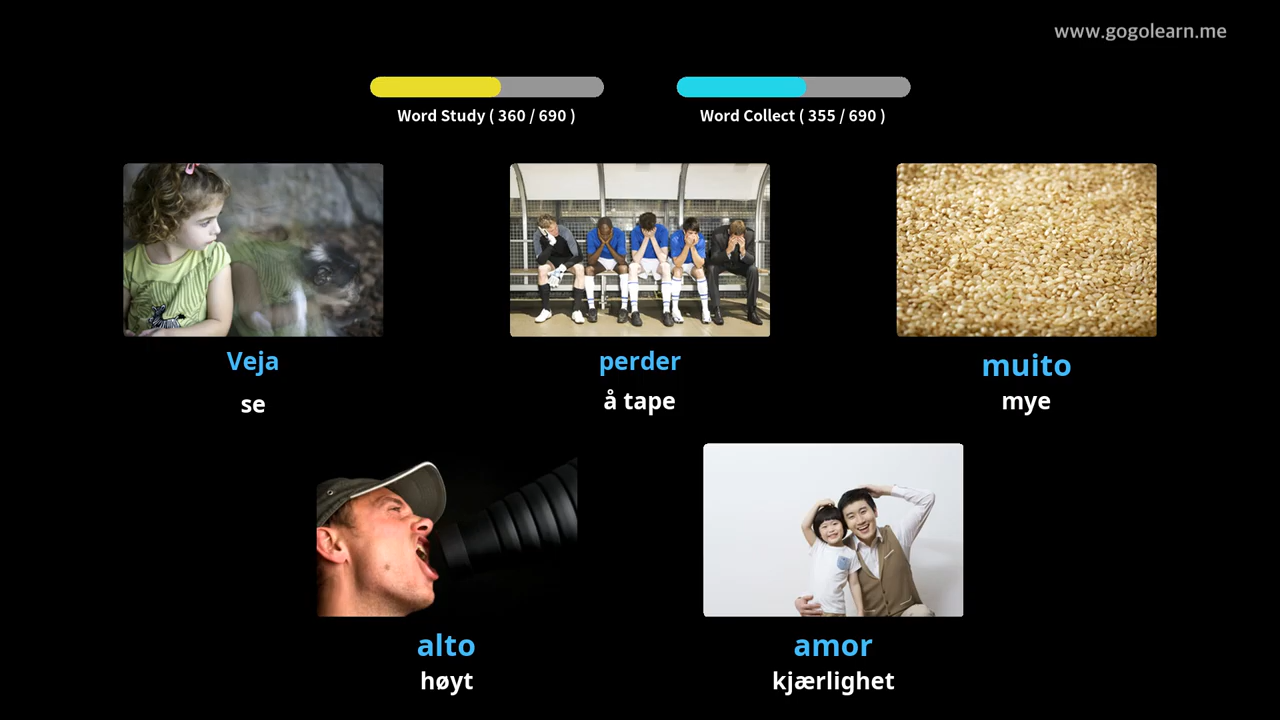 www.gogolearn.me
Word Study ( 360 / 690 )
Word Collect ( 355 / 690 )
Veja
se
perder
å tape
muito
mye
alto
høyt
amor
kjærlighet